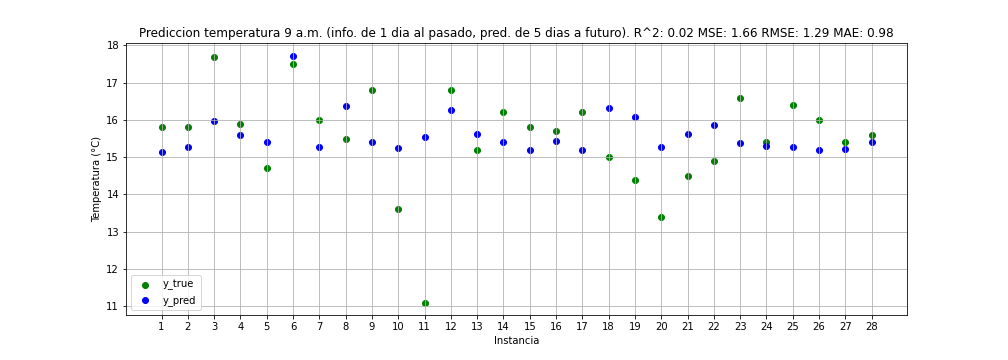 Prediccion temperatura 9 a.m. (info. de 1 dia al pasado, pred. de 5 dias a futuro). R^2: 0.02 MSE: 1.66 RMSE: 1.29 MAE: 0.98
18
17
16
15
14
13
12
11
Temperatura (°C)
y_true
y_pred
1 2 3 4 5 6 7 8 9 10 11 12 13 14 15 16 17 18 19 20 21 22 23 24 25 26 27 28
Instancia